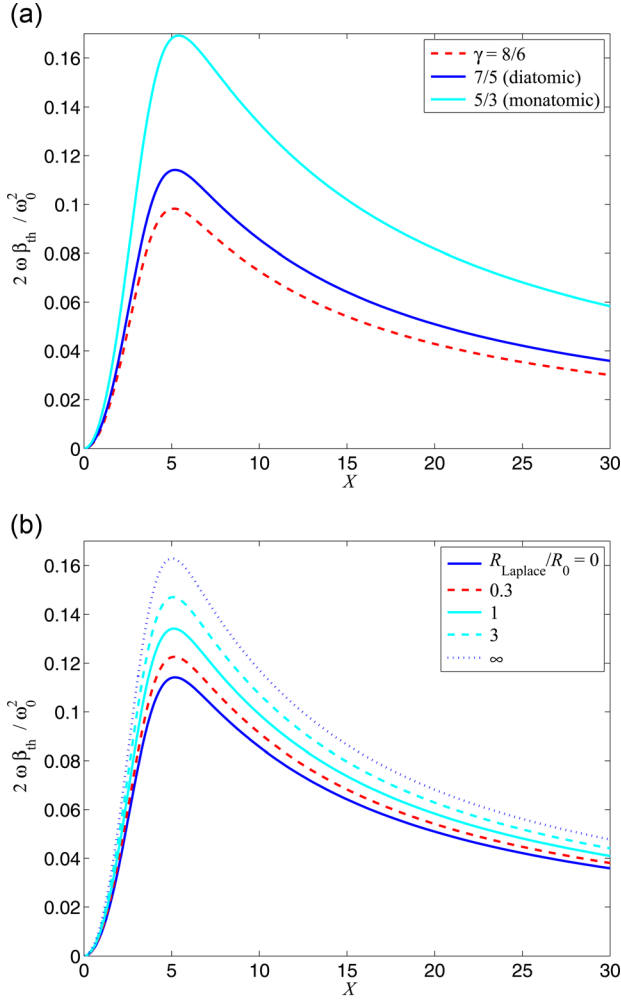 (a)
0.16
0.14
0.12
0.1
0.08
0.06
0.04
0.02
0
2 ω β_th / ω_0^2
γ = 8/6
7/5 (diatomic)
5/3 (monatomic)
0 5 10 15 20 25 30
X
(b)
0.16
0.14
0.12
0.1
0.08
0.06
0.04
0.02
0
2 ω β_th / ω_0^2
R_Laplace/R_0 = 0
0.3
1
3
∞
0 5 10 15 20 25 30
X